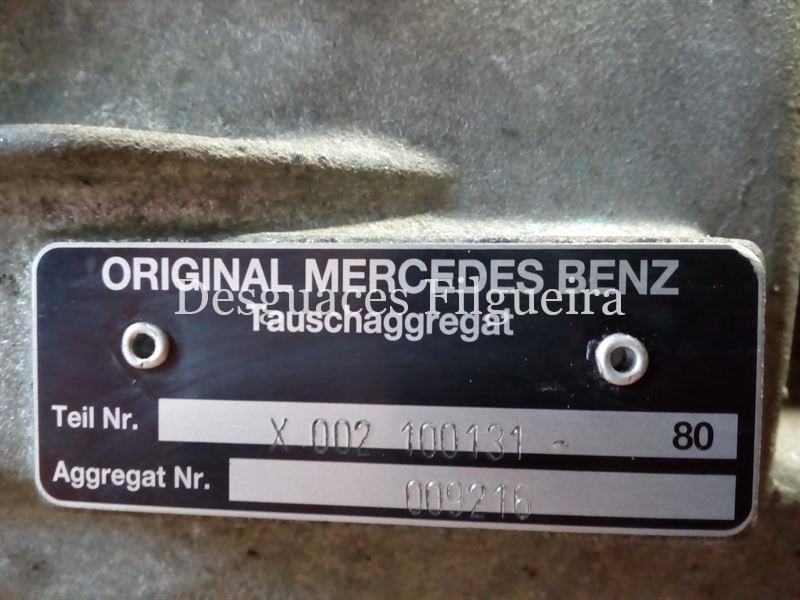 ORIGINAL MERCEDES BENZ
Desguaces Filgueira
Tauschaggregat
Teil Nr. X 002 100131 - 80
Aggregat Nr. 009216